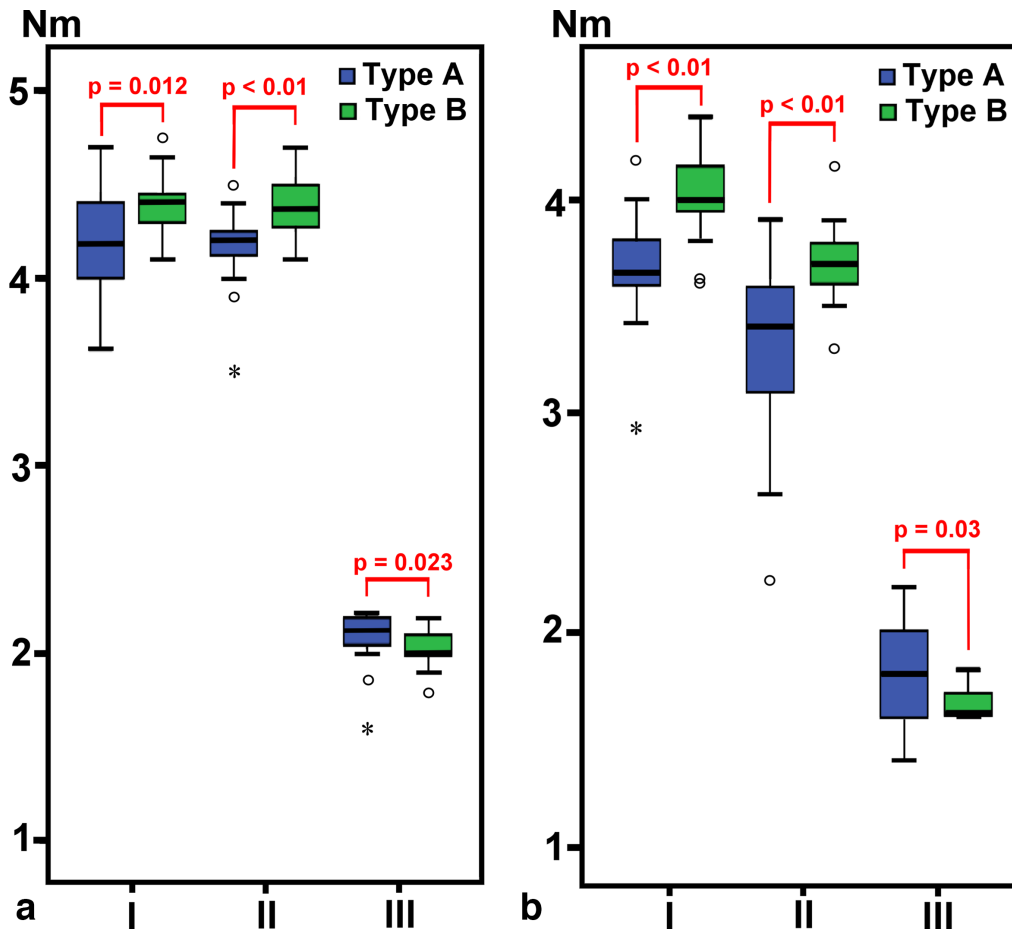 Nm
5
4
3
2
1
Type A
Type B
p = 0.012
p < 0.01
p = 0.023
*
*
a
I
II
III
Nm
4
3
2
1
Type A
Type B
p < 0.01
p < 0.01
p = 0.03
*
b
I
II
III